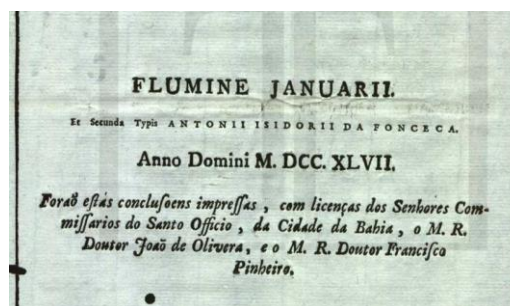 FLUMINE JANUARII.
Ex Secunda Typis ANTONII ISIDORII DA FONCECA.
Anno Domini M. DCC. XLVII.
Foraõ eſtas concluſoens impreſſas , com licenças dos Senhores Com-
miſſarios do Santo Officio , da Cidade da Bahia , o M. R.
Doutor Joaõ de Olivera, e o M. R. Doutor Franciſco
Pinheiro.